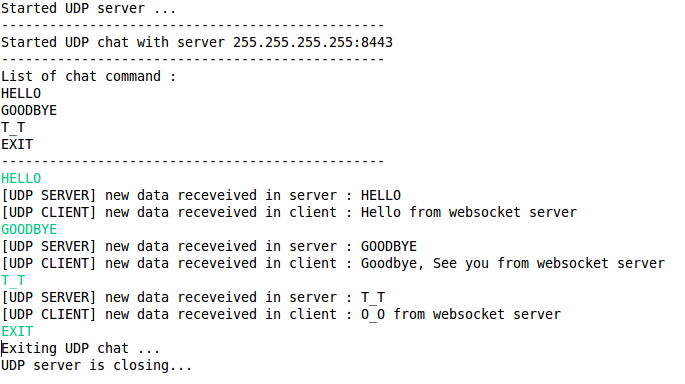 Started UDP server ...
------------------------------------------------
Started UDP chat with server 255.255.255.255:8443
------------------------------------------------
List of chat command :
HELLO
GOODBYE
T_T
EXIT
------------------------------------------------
HELLO
[UDP SERVER] new data receveived in server : HELLO
[UDP CLIENT] new data receveived in client : Hello from websocket server
GOODBYE
[UDP SERVER] new data receveived in server : GOODBYE
[UDP CLIENT] new data receveived in client : Goodbye, See you from websocket server
T_T
[UDP SERVER] new data receveived in server : T_T
[UDP CLIENT] new data receveived in client : O_O from websocket server
EXIT
Exiting UDP chat ...
UDP server is closing...